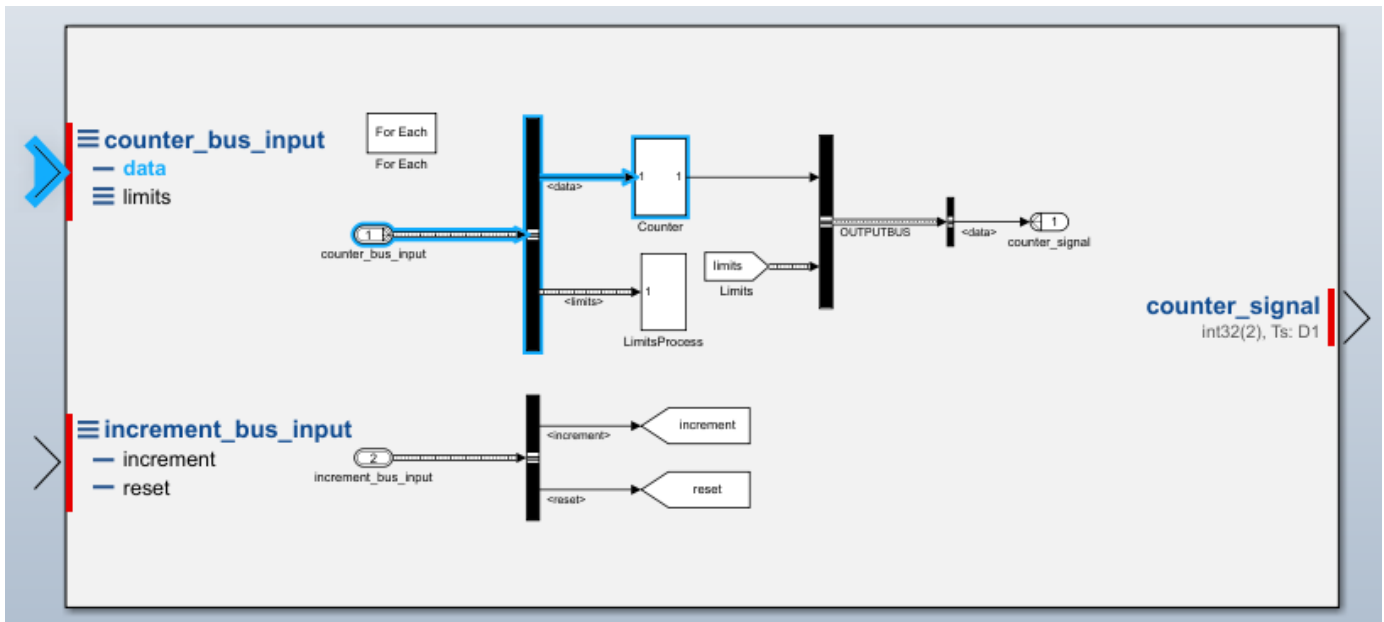 counter_bus_input
data
limits
For Each
For Each
1
counter_bus_input
<data>
1
1
Counter
<limits>
1
LimitsProcess
limits
Limits
OUTPUTBUS
<data>
1
counter_signal
counter_signal
int32(2), Ts: D1
increment_bus_input
increment
reset
2
increment_bus_input
<increment>
increment
<reset>
reset